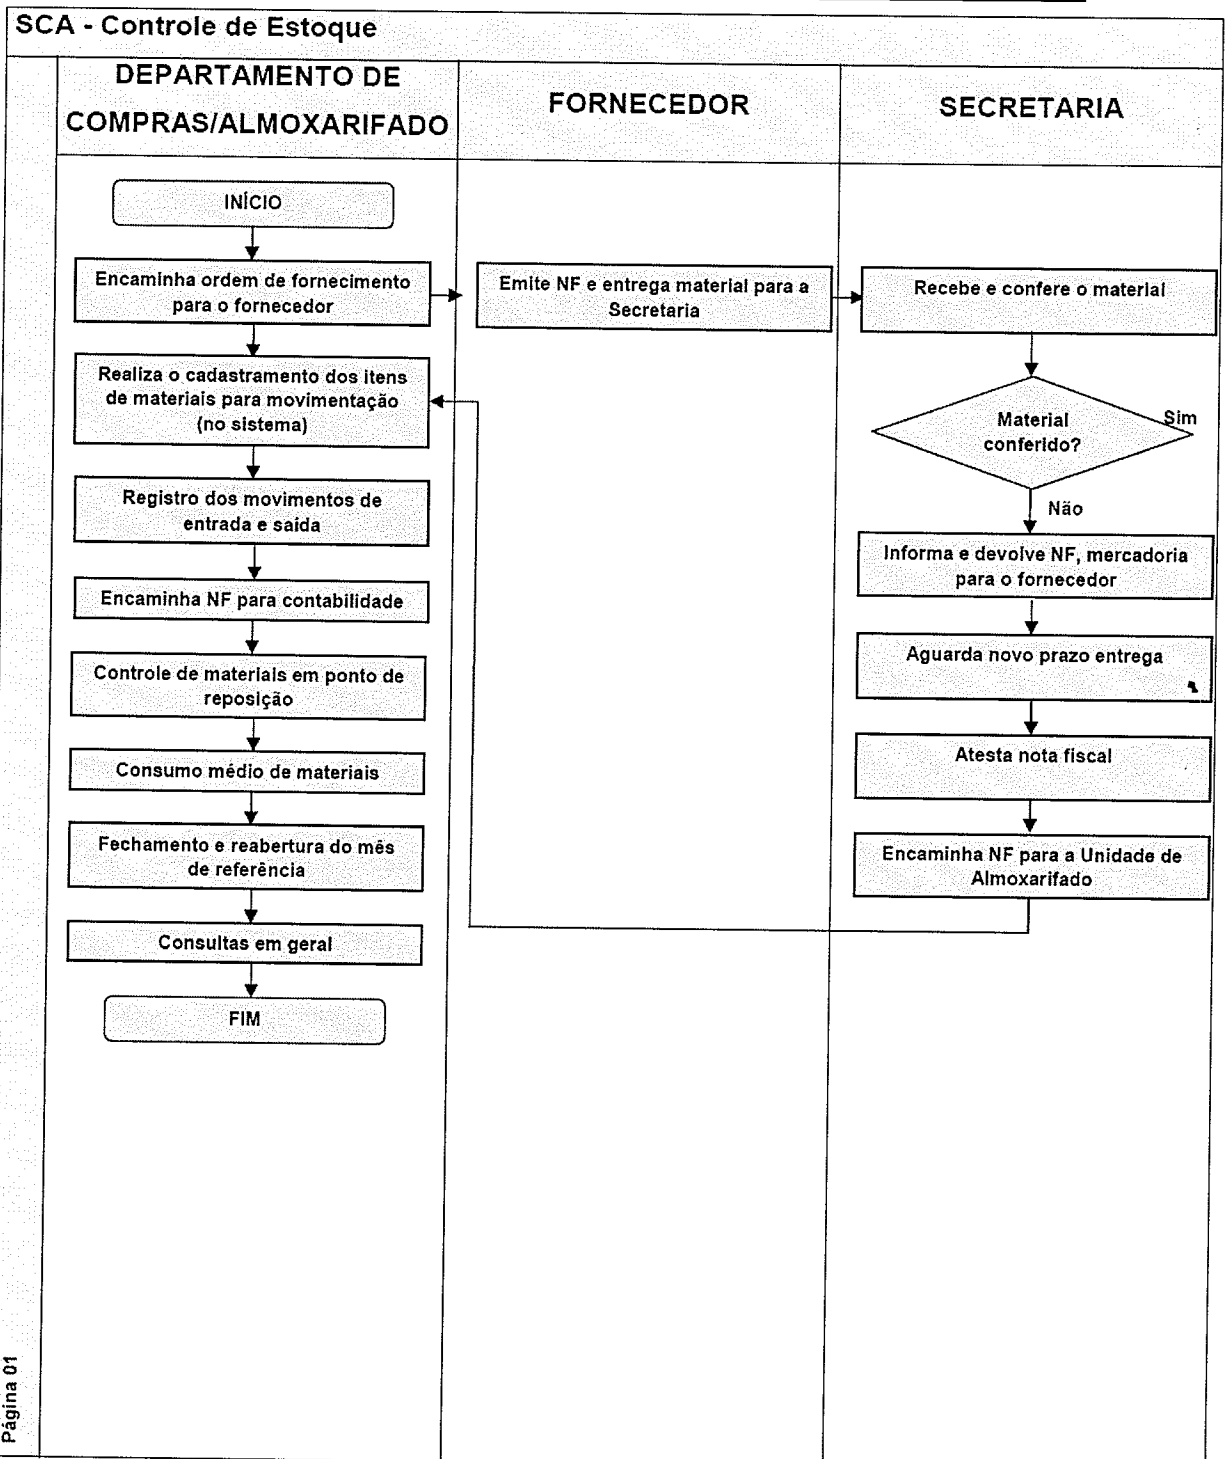 SCA - Controle de Estoque
DEPARTAMENTO DE
COMPRAS/ALMOXARIFADO
FORNECEDOR
SECRETARIA
INÍCIO
Encaminha ordem de fornecimento
para o fornecedor
Emite NF e entrega material para a
Secretaria
Recebe e confere o material
Realiza o cadastramento dos itens
de materiais para movimentação
(no sistema)
Material
conferido?
Sim
Não
Registro dos movimentos de
entrada e saída
Informa e devolve NF, mercadoria
para o fornecedor
Encaminha NF para contabilidade
Aguarda novo prazo entrega
Controle de materiais em ponto de
reposição
Atesta nota fiscal
Consumo médio de materiais
Fechamento e reabertura do mês
de referência
Encaminha NF para a Unidade de
Almoxarifado
Consultas em geral
FIM
Página 01